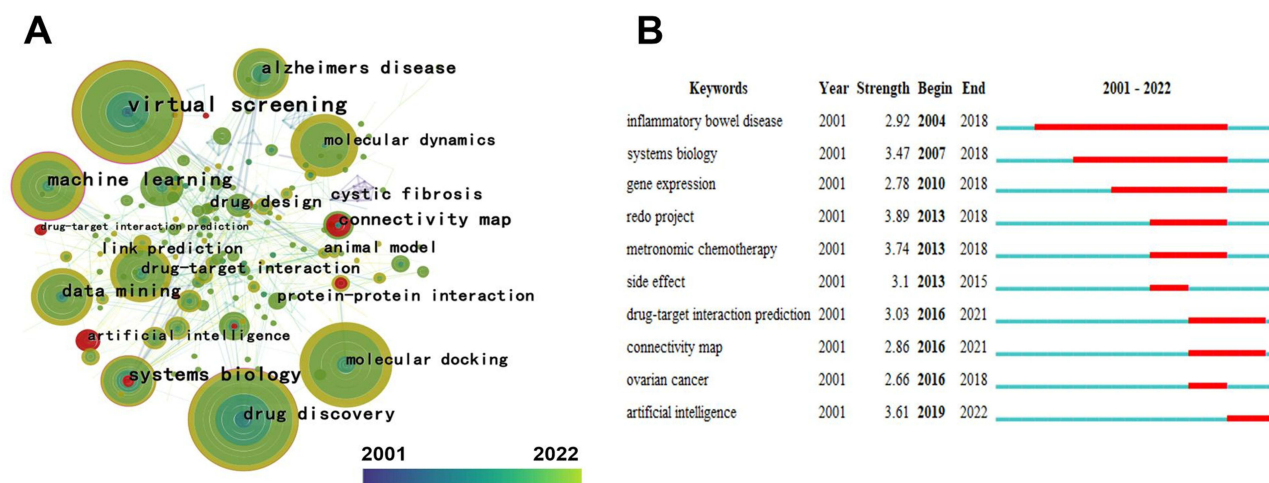 A
alzheimers disease
virtual screening
molecular dynamics
machine learning
cystic fibrosis
drug design
connectivity map
drug-target interaction prediction
link prediction
animal model
drug-target interaction
data mining
protein-protein interaction
artificial intelligence
molecular docking
systems biology
drug discovery
2001 2022
B
Keywords Year Strength Begin End 2001 - 2022
inflammatory bowel disease 2001 2.92 2004 2018
systems biology 2001 3.47 2007 2018
gene expression 2001 2.78 2010 2018
redo project 2001 3.89 2013 2018
metronomic chemotherapy 2001 3.74 2013 2018
side effect 2001 3.1 2013 2015
drug-target interaction prediction 2001 3.03 2016 2021
connectivity map 2001 2.86 2016 2021
ovarian cancer 2001 2.66 2016 2018
artificial intelligence 2001 3.61 2019 2022